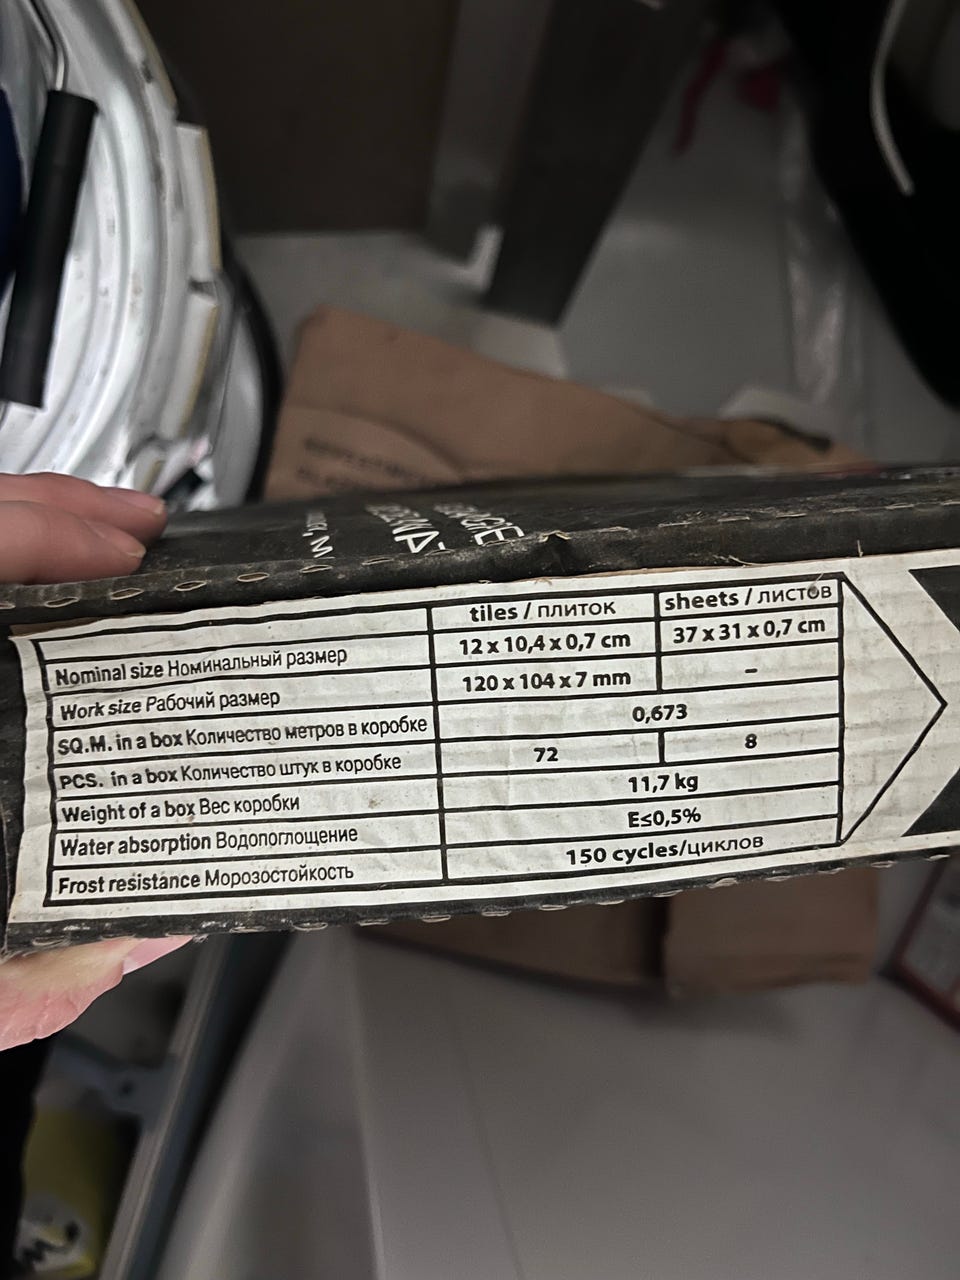 tiles / плиток sheets / листов
Nominal size Номинальный размер 12 x 10,4 x 0,7 cm 37 x 31 x 0,7 cm
Work size Рабочий размер 120 x 104 x 7 mm –
SQ.M. in a box Количество метров в коробке 0,673
PCS. in a box Количество штук в коробке 72 8
Weight of a box Вес коробки 11,7 kg
Water absorption Водопоглощение E≤0,5%
Frost resistance Морозостойкость 150 cycles/циклов